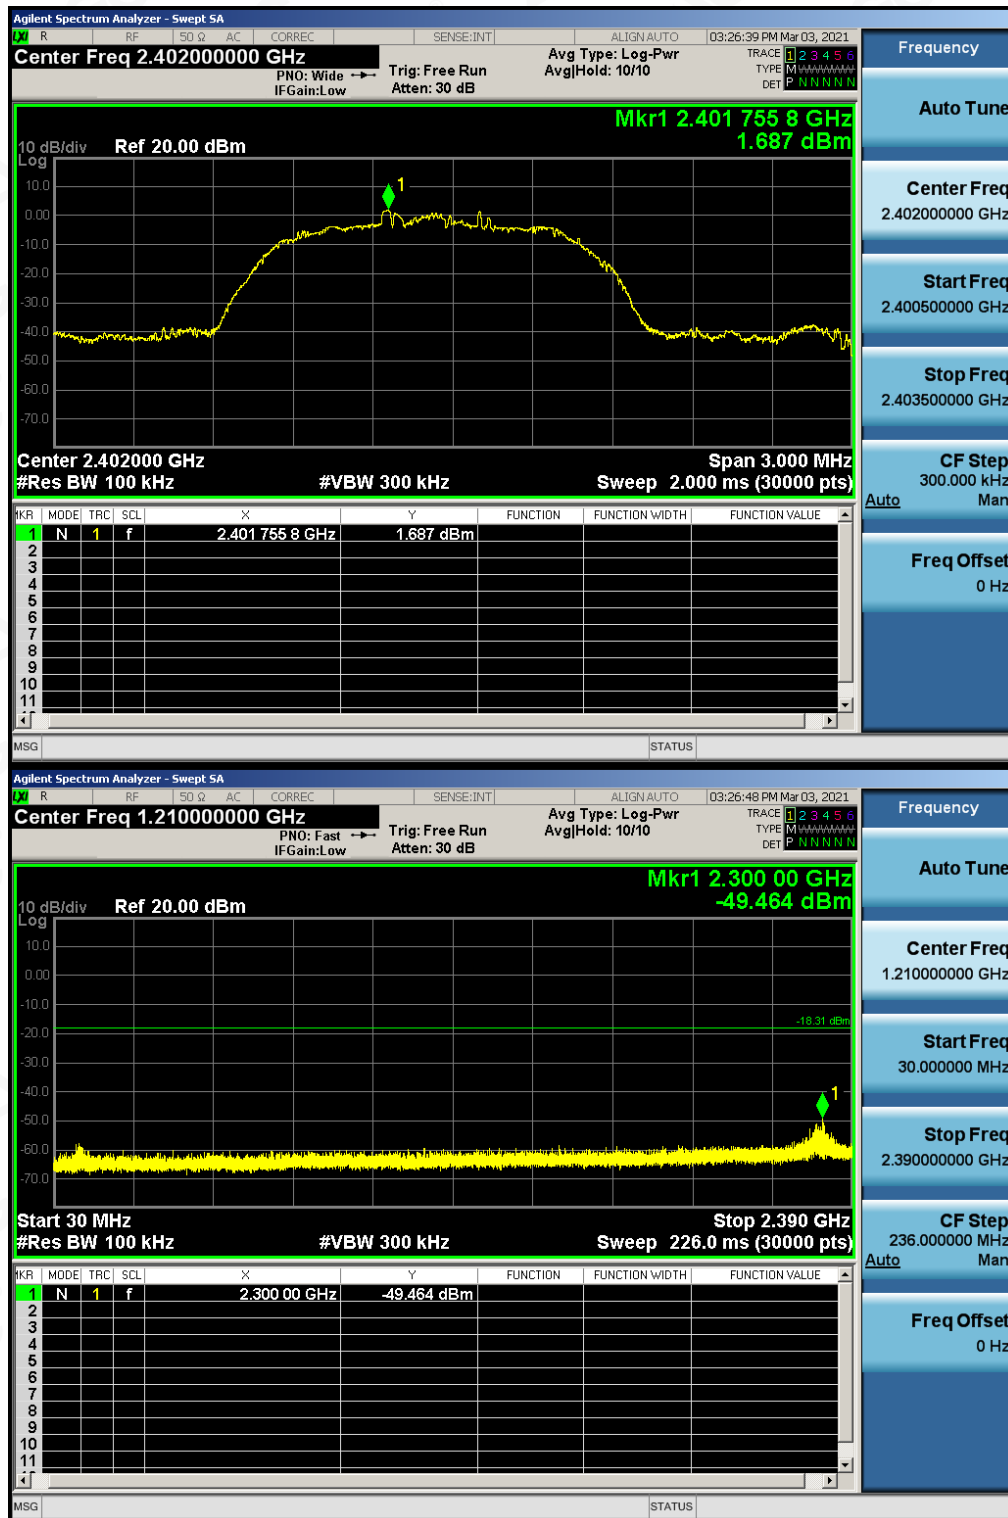 Agilent Spectrum Analyzer - Swept SA
LXI R RF 50 Ω AC CORREC SENSE:INT ALIGN AUTO 03:26:39 PM Mar 03, 2021
Center Freq 2.402000000 GHz
PNO: Wide
IFGain:Low
Trig: Free Run
Atten: 30 dB
Avg Type: Log-Pwr
Avg|Hold: 10/10
TRACE 1 2 3 4 5 6
TYPE M
DET P N N N N N
Mkr1 2.401 755 8 GHz
1.687 dBm
10 dB/div Ref 20.00 dBm
Log
10.0
0.00
-10.0
-20.0
-30.0
-40.0
-50.0
-60.0
-70.0
1
Center 2.402000 GHz Span 3.000 MHz
#Res BW 100 kHz #VBW 300 kHz Sweep 2.000 ms (30000 pts)
MKR MODE TRC SCL X Y FUNCTION FUNCTION WIDTH FUNCTION VALUE
1 N 1 f 2.401 755 8 GHz 1.687 dBm
2
3
4
5
6
7
8
9
10
11
MSG STATUS
Frequency
Auto Tune
Center Freq
2.402000000 GHz
Start Freq
2.400500000 GHz
Stop Freq
2.403500000 GHz
CF Step
300.000 kHz
Auto Man
Freq Offset
0 Hz
Agilent Spectrum Analyzer - Swept SA
LXI R RF 50 Ω AC CORREC SENSE:INT ALIGN AUTO 03:26:48 PM Mar 03, 2021
Center Freq 1.210000000 GHz
PNO: Fast
IFGain:Low
Trig: Free Run
Atten: 30 dB
Avg Type: Log-Pwr
Avg|Hold: 10/10
TRACE 1 2 3 4 5 6
TYPE M
DET P N N N N N
Mkr1 2.300 00 GHz
-49.464 dBm
10 dB/div Ref 20.00 dBm
Log
10.0
0.00
-10.0
-20.0
-30.0
-40.0
-50.0
-60.0
-70.0
-18.31 dBm
1
Start 30 MHz Stop 2.390 GHz
#Res BW 100 kHz #VBW 300 kHz Sweep 226.0 ms (30000 pts)
MKR MODE TRC SCL X Y FUNCTION FUNCTION WIDTH FUNCTION VALUE
1 N 1 f 2.300 00 GHz -49.464 dBm
2
3
4
5
6
7
8
9
10
11
MSG STATUS
Frequency
Auto Tune
Center Freq
1.210000000 GHz
Start Freq
30.000000 MHz
Stop Freq
2.390000000 GHz
CF Step
236.000000 MHz
Auto Man
Freq Offset
0 Hz